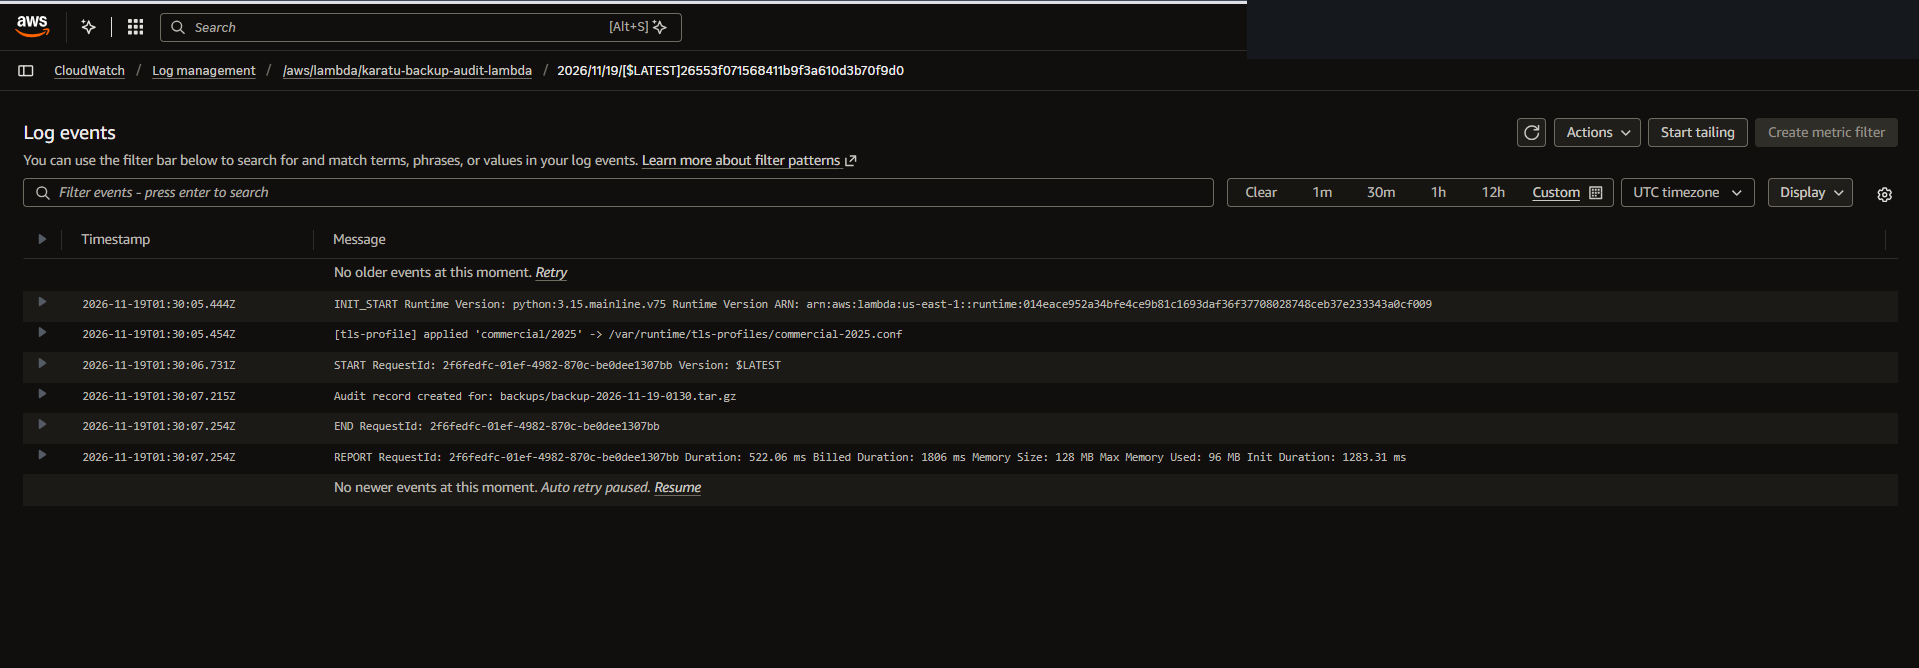 aws Search [Alt+S]
CloudWatch / Log management / /aws/lambda/karatu-backup-audit-lambda / 2026/11/19/[$LATEST]26553f071568411b9f3a610d3b70f9d0
Log events
Actions Start tailing Create metric filter
You can use the filter bar below to search for and match terms, phrases, or values in your log events. Learn more about filter patterns
Filter events - press enter to search Clear 1m 30m 1h 12h Custom UTC timezone Display
Timestamp Message
No older events at this moment. Retry
2026-11-19T01:30:05.444Z INIT_START Runtime Version: python:3.15.mainline.v75 Runtime Version ARN: arn:aws:lambda:us-east-1::runtime:014eace952a34bfe4ce9b81c1693daf36f37708028748ceb37e233343a0cf009
2026-11-19T01:30:05.454Z [tls-profile] applied 'commercial/2025' -> /var/runtime/tls-profiles/commercial-2025.conf
2026-11-19T01:30:06.731Z START RequestId: 2f6fedfc-01ef-4982-870c-be0dee1307bb Version: $LATEST
2026-11-19T01:30:07.215Z Audit record created for: backups/backup-2026-11-19-0130.tar.gz
2026-11-19T01:30:07.254Z END RequestId: 2f6fedfc-01ef-4982-870c-be0dee1307bb
2026-11-19T01:30:07.254Z REPORT RequestId: 2f6fedfc-01ef-4982-870c-be0dee1307bb Duration: 522.06 ms Billed Duration: 1806 ms Memory Size: 128 MB Max Memory Used: 96 MB Init Duration: 1283.31 ms
No newer events at this moment. Auto retry paused. Resume